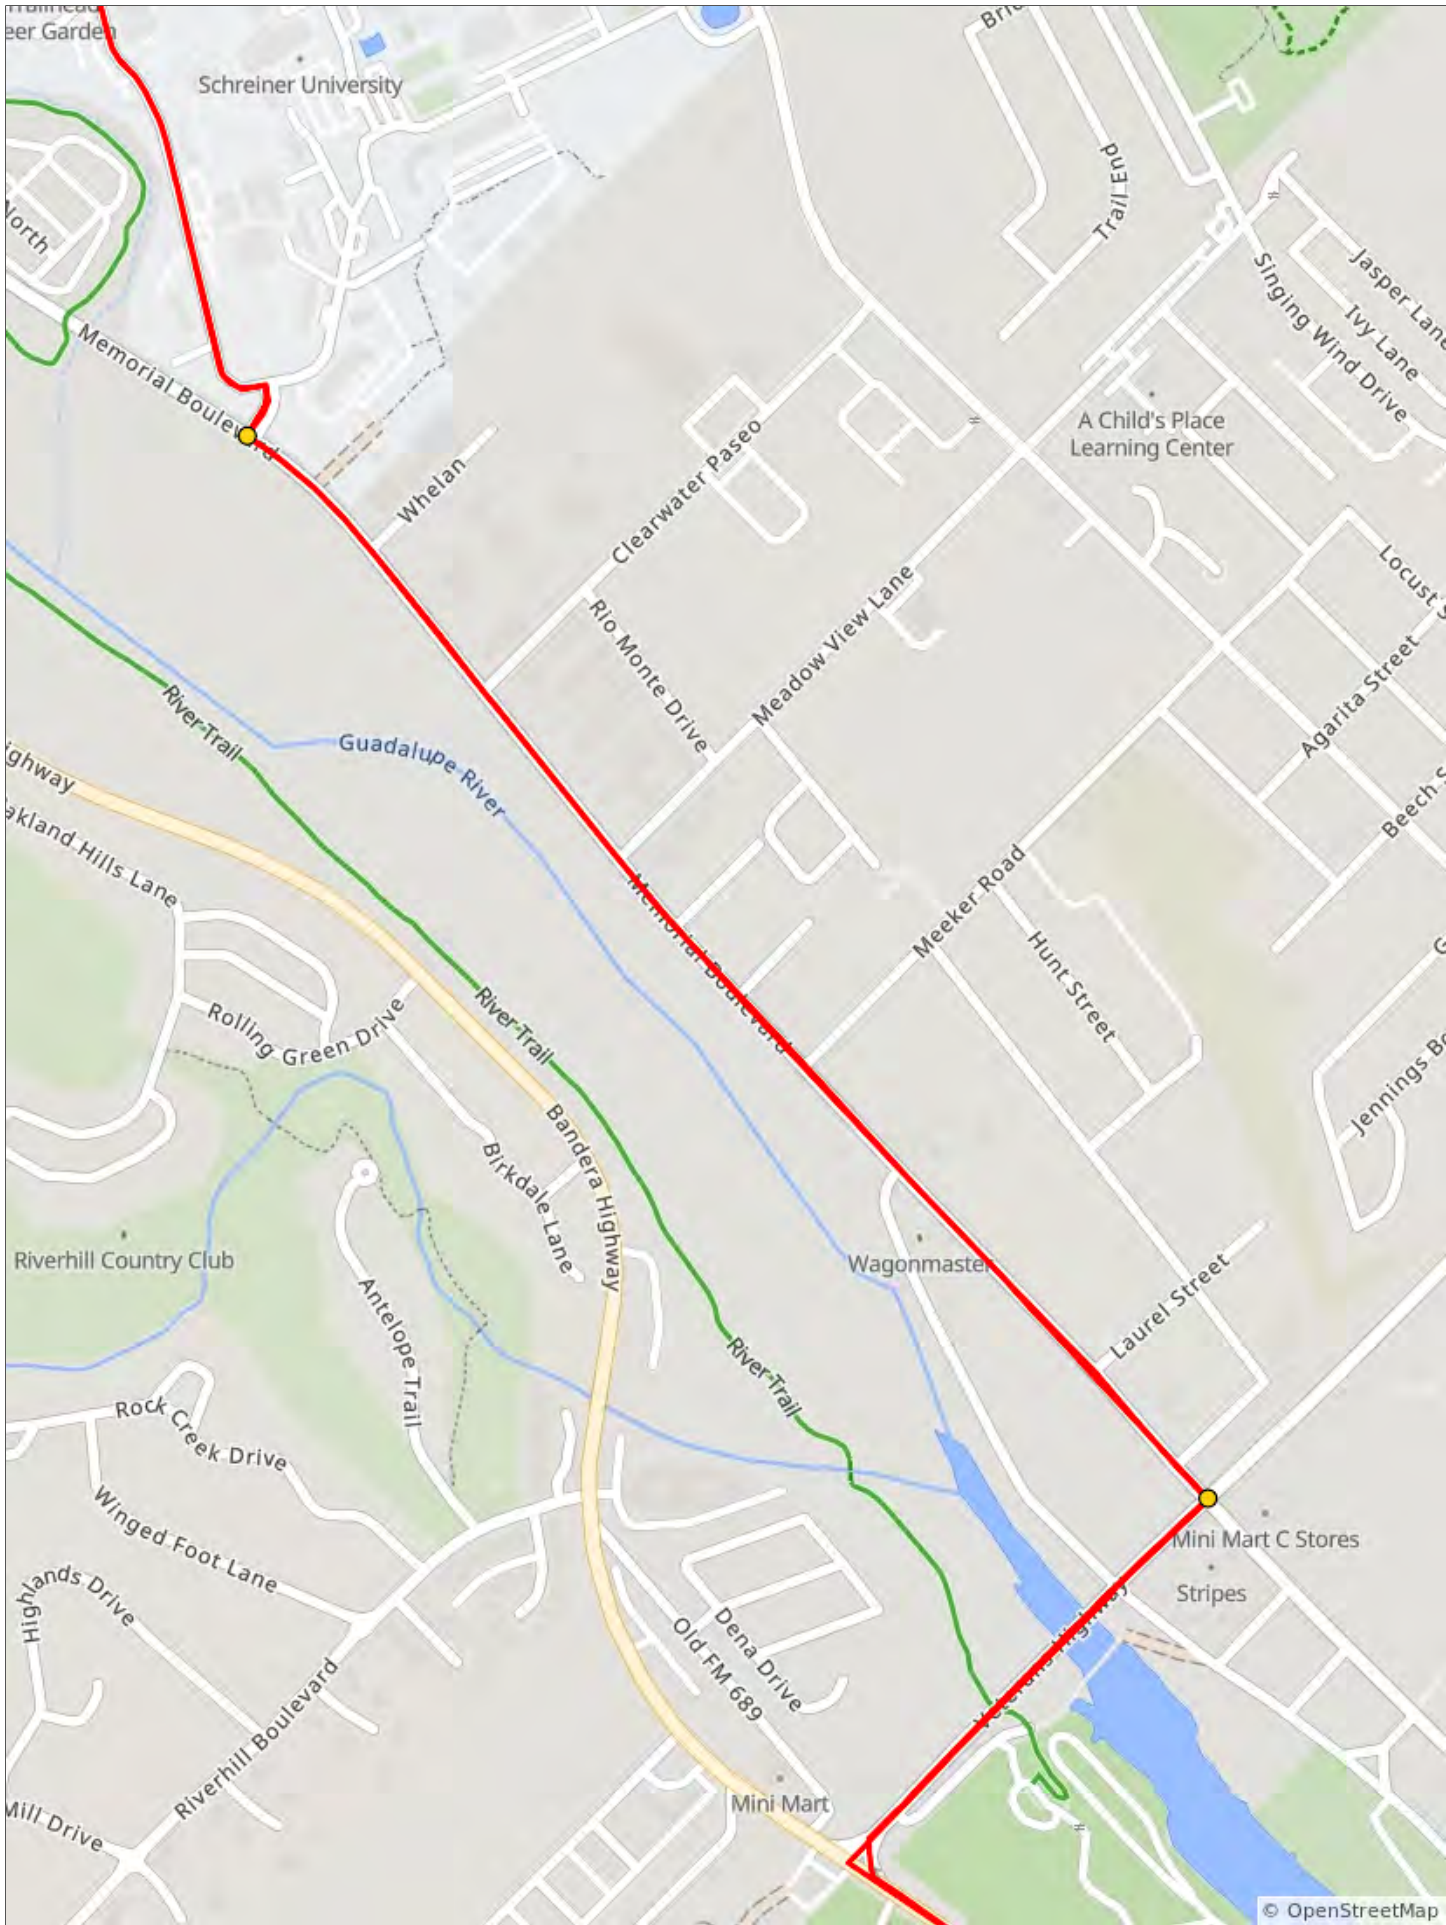 eer Garden
Schreiner University
North
Trail End
Singing Wind Drive
Jasper Lane
Ivy Lane
Memorial Boulevard
A Child's Place
Learning Center
Whelan
Clearwater Paseo
Locust S
Rio Monte Drive
Meadow View Lane
Agarita Street
River Trail
Guadalupe River
ighway
Beech S
akland Hills Lane
Memorial Boulevard
Meeker Road
Hunt Street
River Trail
Rolling Green Drive
Jennings Bo
Bandera Highway
Birkdale Lane
Riverhill Country Club
Wagonmaster
Antelope Trail
Laurel Street
River Trail
Rock Creek Drive
Winged Foot Lane
Mini Mart C Stores
Stripes
Highlands Drive
Veterans Highway
Dena Drive
Old FM 689
Riverhill Boulevard
Mill Drive
Mini Mart
© OpenStreetMap